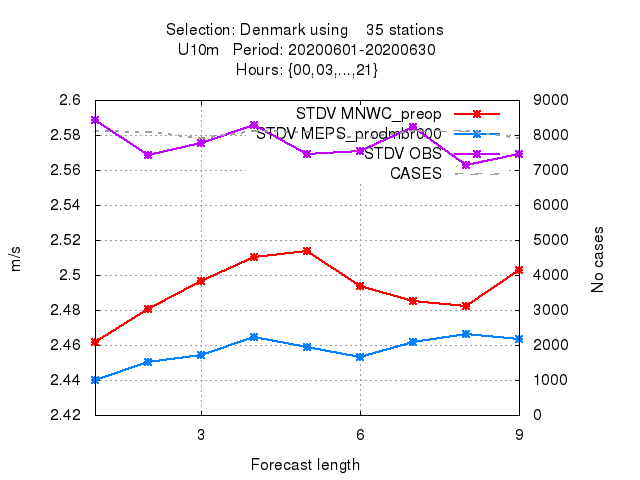 Selection: Denmark using 35 stations
U10m Period: 20200601-20200630
Hours: {00,03,...,21}
2.6
2.58
2.56
2.54
2.52
2.5
2.48
2.46
2.44
2.42
9000
8000
7000
6000
5000
4000
3000
2000
1000
0
STDV MNWC_preop
STDV MEPS_prodmbr000
STDV OBS
CASES
m/s
No cases
3
6
9
Forecast length